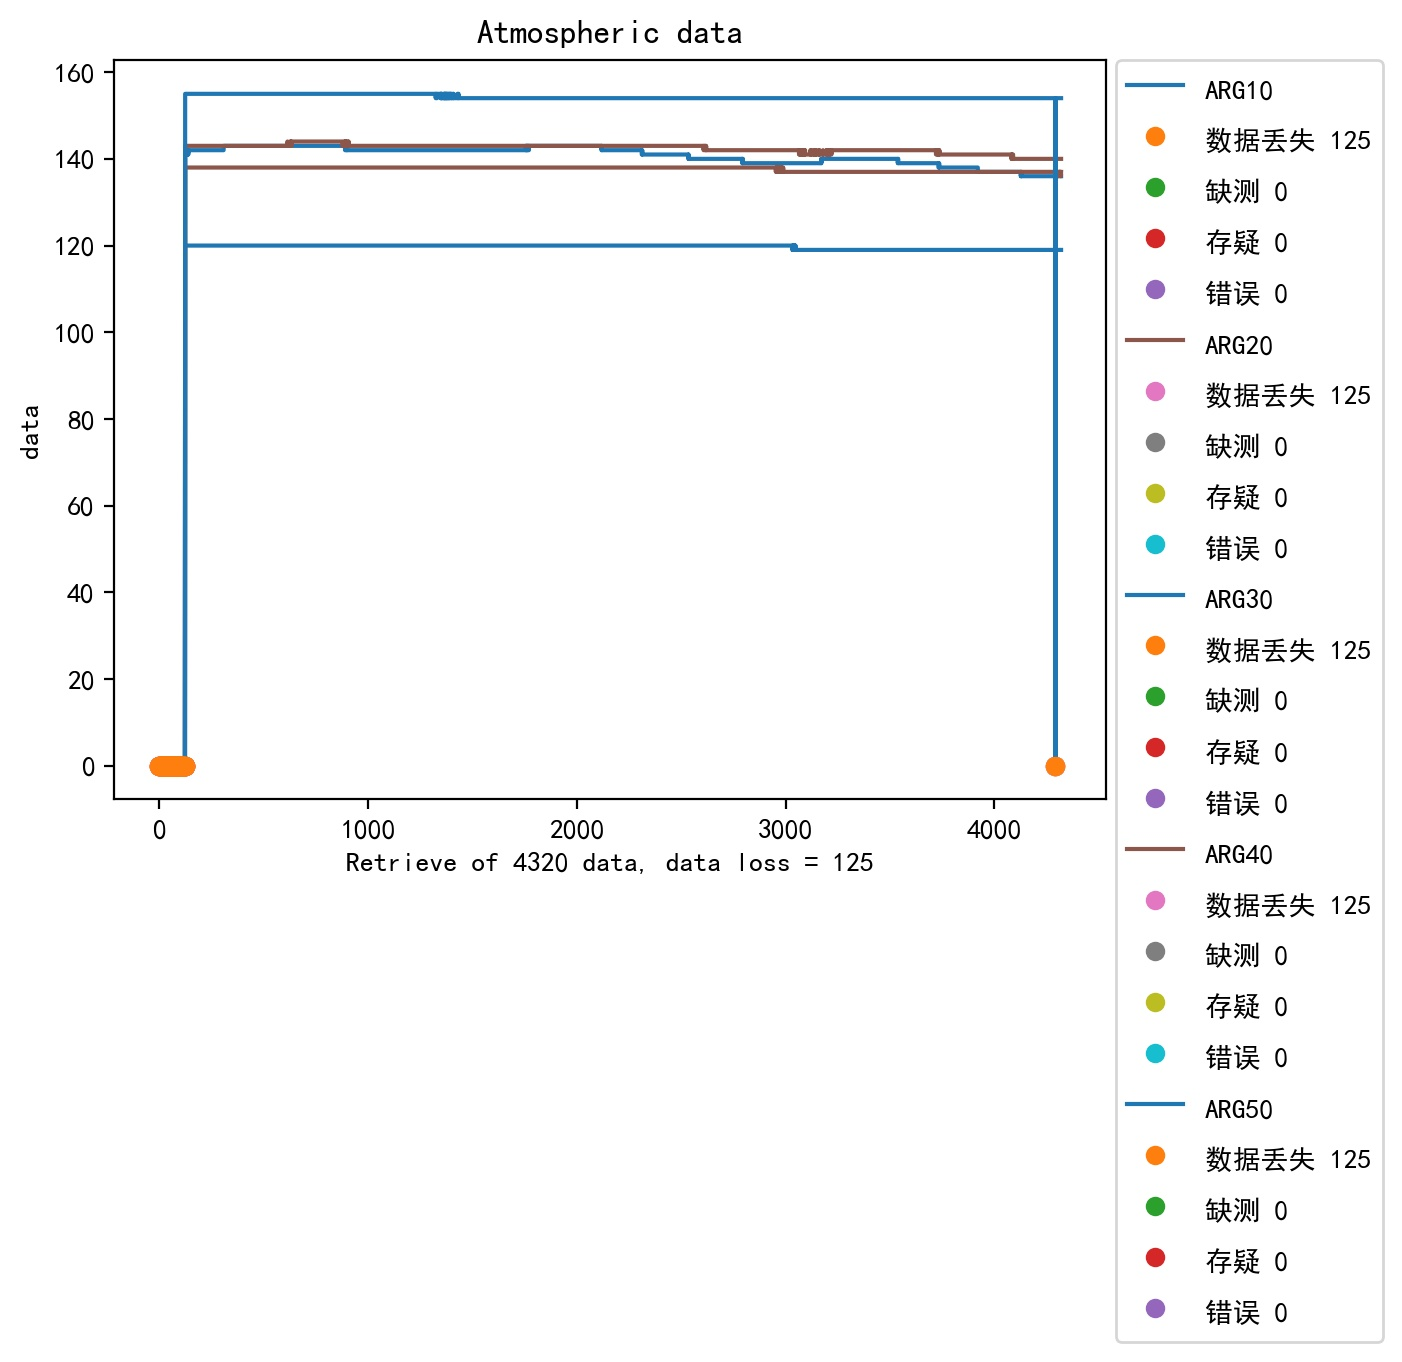 Atmospheric data
160
140
120
100
80
60
40
20
0
data
0 1000 2000 3000 4000
Retrieve of 4320 data, data loss = 125
ARG10
数据丢失 125
缺测 0
存疑 0
错误 0
ARG20
数据丢失 125
缺测 0
存疑 0
错误 0
ARG30
数据丢失 125
缺测 0
存疑 0
错误 0
ARG40
数据丢失 125
缺测 0
存疑 0
错误 0
ARG50
数据丢失 125
缺测 0
存疑 0
错误 0